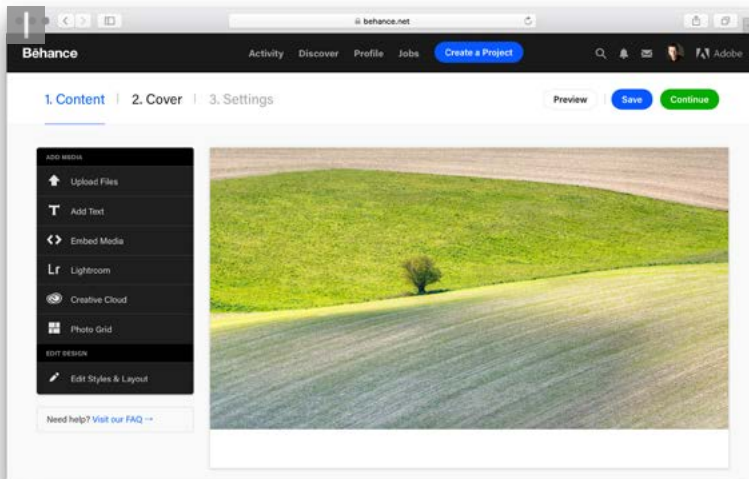 behance.net
Bēhance Activity Discover Profile Jobs Create a Project Adobe
1. Content 2. Cover 3. Settings Preview Save Continue
ADD MEDIA
Upload Files
T Add Text
Embed Media
Lr Lightroom
Creative Cloud
Photo Grid
EDIT DESIGN
Edit Styles & Layout
Need help? Visit our FAQ →